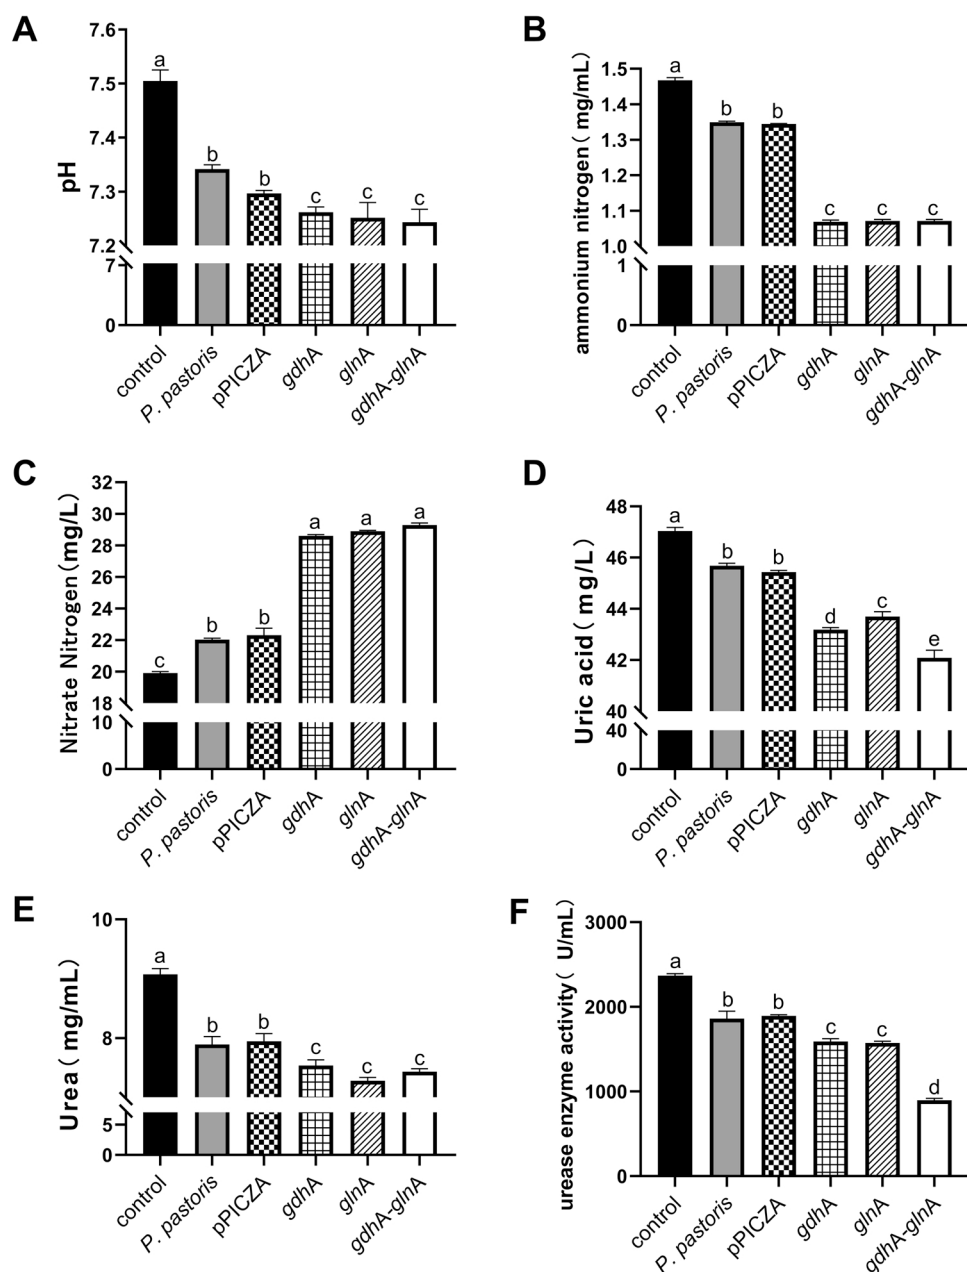 A
pH
7.6
7.5
7.4
7.3
7.2
7
0
a
b
b
c
c
c
control
P. pastoris
pPICZA
gdhA
glnA
gdhA-glnA
B
ammonium nitrogen( mg/mL)
1.5
1.4
1.3
1.2
1.1
1.0
1
0
a
b
b
c
c
c
control
P. pastoris
pPICZA
gdhA
glnA
gdhA-glnA
C
Nitrate Nitrogen(mg/L)
32
30
28
26
24
22
20
18
10
0
c
b
b
a
a
a
control
P. pastoris
pPICZA
gdhA
glnA
gdhA-glnA
D
Uric acid( mg/L)
48
46
44
42
40
40
0
a
b
b
d
c
e
control
P. pastoris
pPICZA
gdhA
glnA
gdhA-glnA
E
Urea( mg/mL)
10
8
5
0
a
b
b
c
c
c
control
P. pastoris
pPICZA
gdhA
glnA
gdhA-glnA
F
urease enzyme activity( U/mL)
3000
2000
1000
0
a
b
b
c
c
d
control
P. pastoris
pPICZA
gdhA
glnA
gdhA-glnA